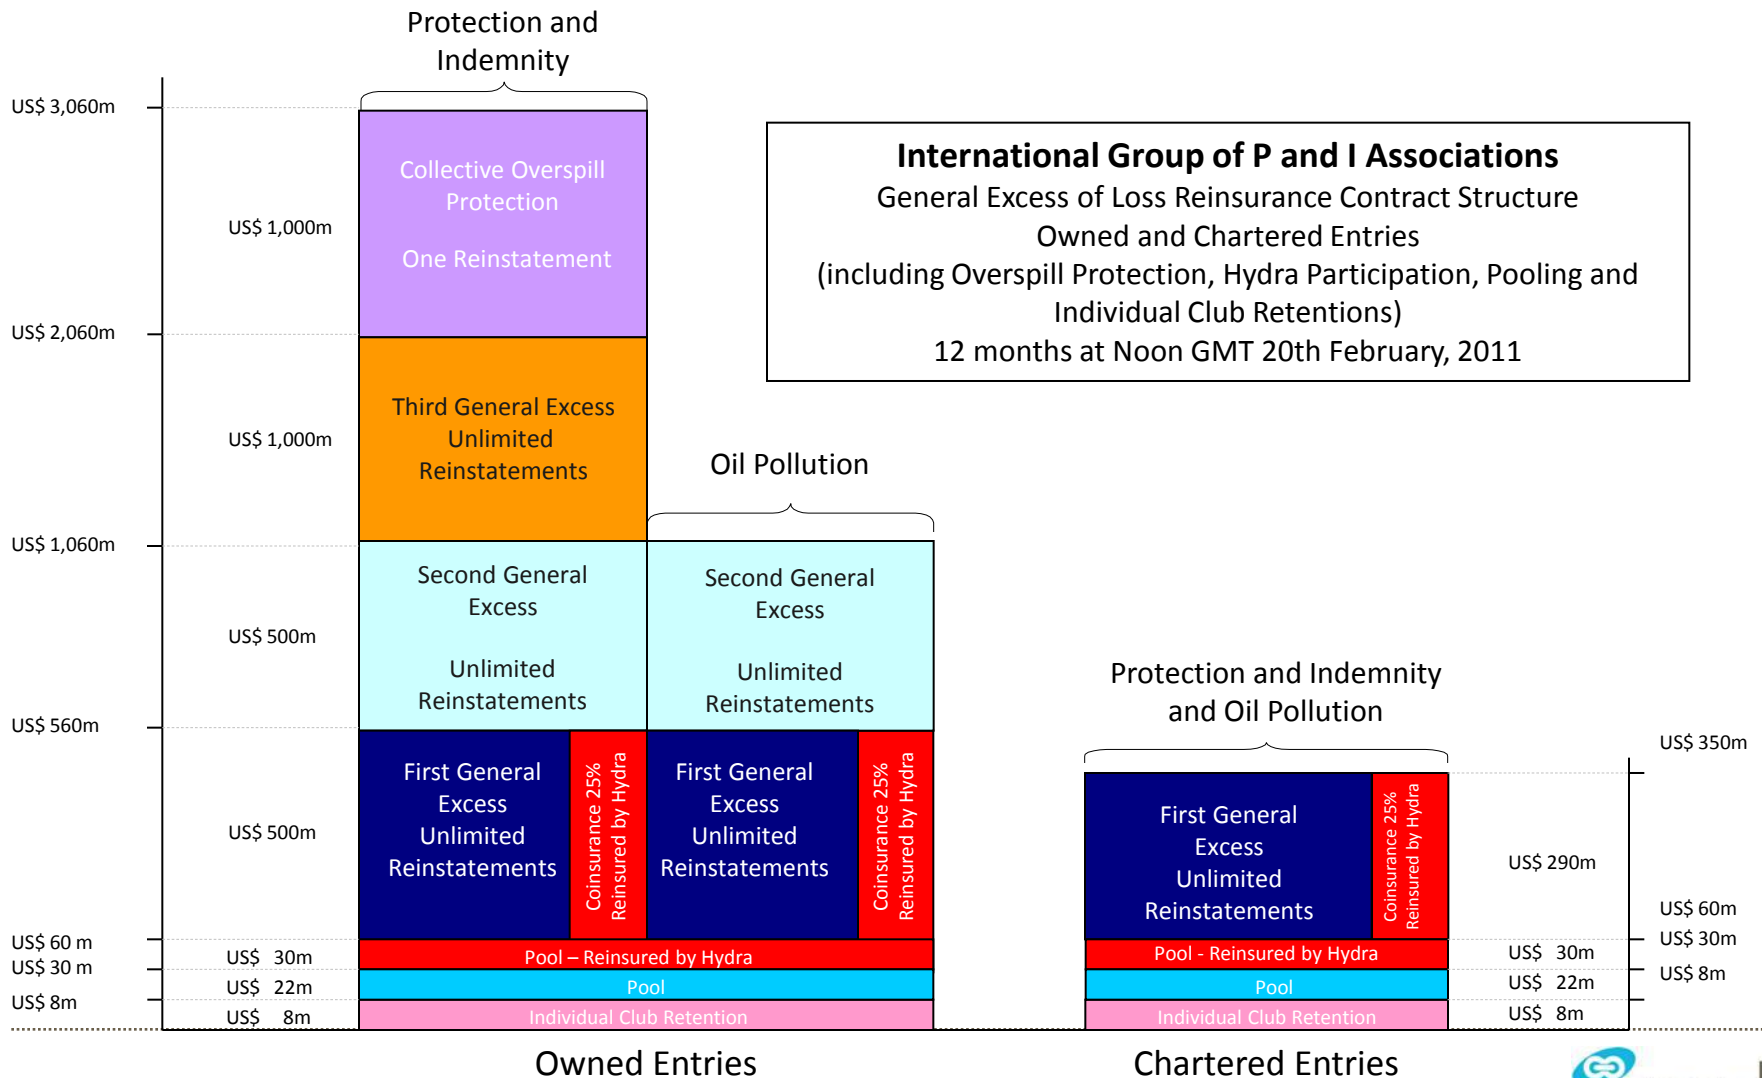 Protection and
Indemnity
US$ 3,060m
International Group of P and I Associations
General Excess of Loss Reinsurance Contract Structure
Owned and Chartered Entries
(including Overspill Protection, Hydra Participation, Pooling and
Individual Club Retentions)
12 months at Noon GMT 20th February, 2011
Collective Overspill
Protection
One Reinstatement
US$ 1,000m
US$ 2,060m
Third General Excess
Unlimited
Reinstatements
US$ 1,000m
Oil Pollution
US$ 1,060m
Second General
Excess
Unlimited
Reinstatements
Second General
Excess
Unlimited
Reinstatements
US$ 500m
Protection and Indemnity
and Oil Pollution
US$ 560m
US$ 350m
First General
Excess
Unlimited
Reinstatements
Coinsurance 25%
Reinsured by Hydra
First General
Excess
Unlimited
Reinstatements
Coinsurance 25%
Reinsured by Hydra
US$ 500m
First General
Excess
Unlimited
Reinstatements
Coinsurance 25%
Reinsured by Hydra
US$ 290m
US$ 60 m
US$ 60m
US$ 30m
Pool – Reinsured by Hydra
Pool - Reinsured by Hydra
US$ 30m
US$ 30m
US$ 30 m
US$ 22m
Pool
Pool
US$ 22m
US$ 8m
US$ 8m
US$ 8m
Individual Club Retention
Individual Club Retention
US$ 8m
Owned Entries
Chartered Entries